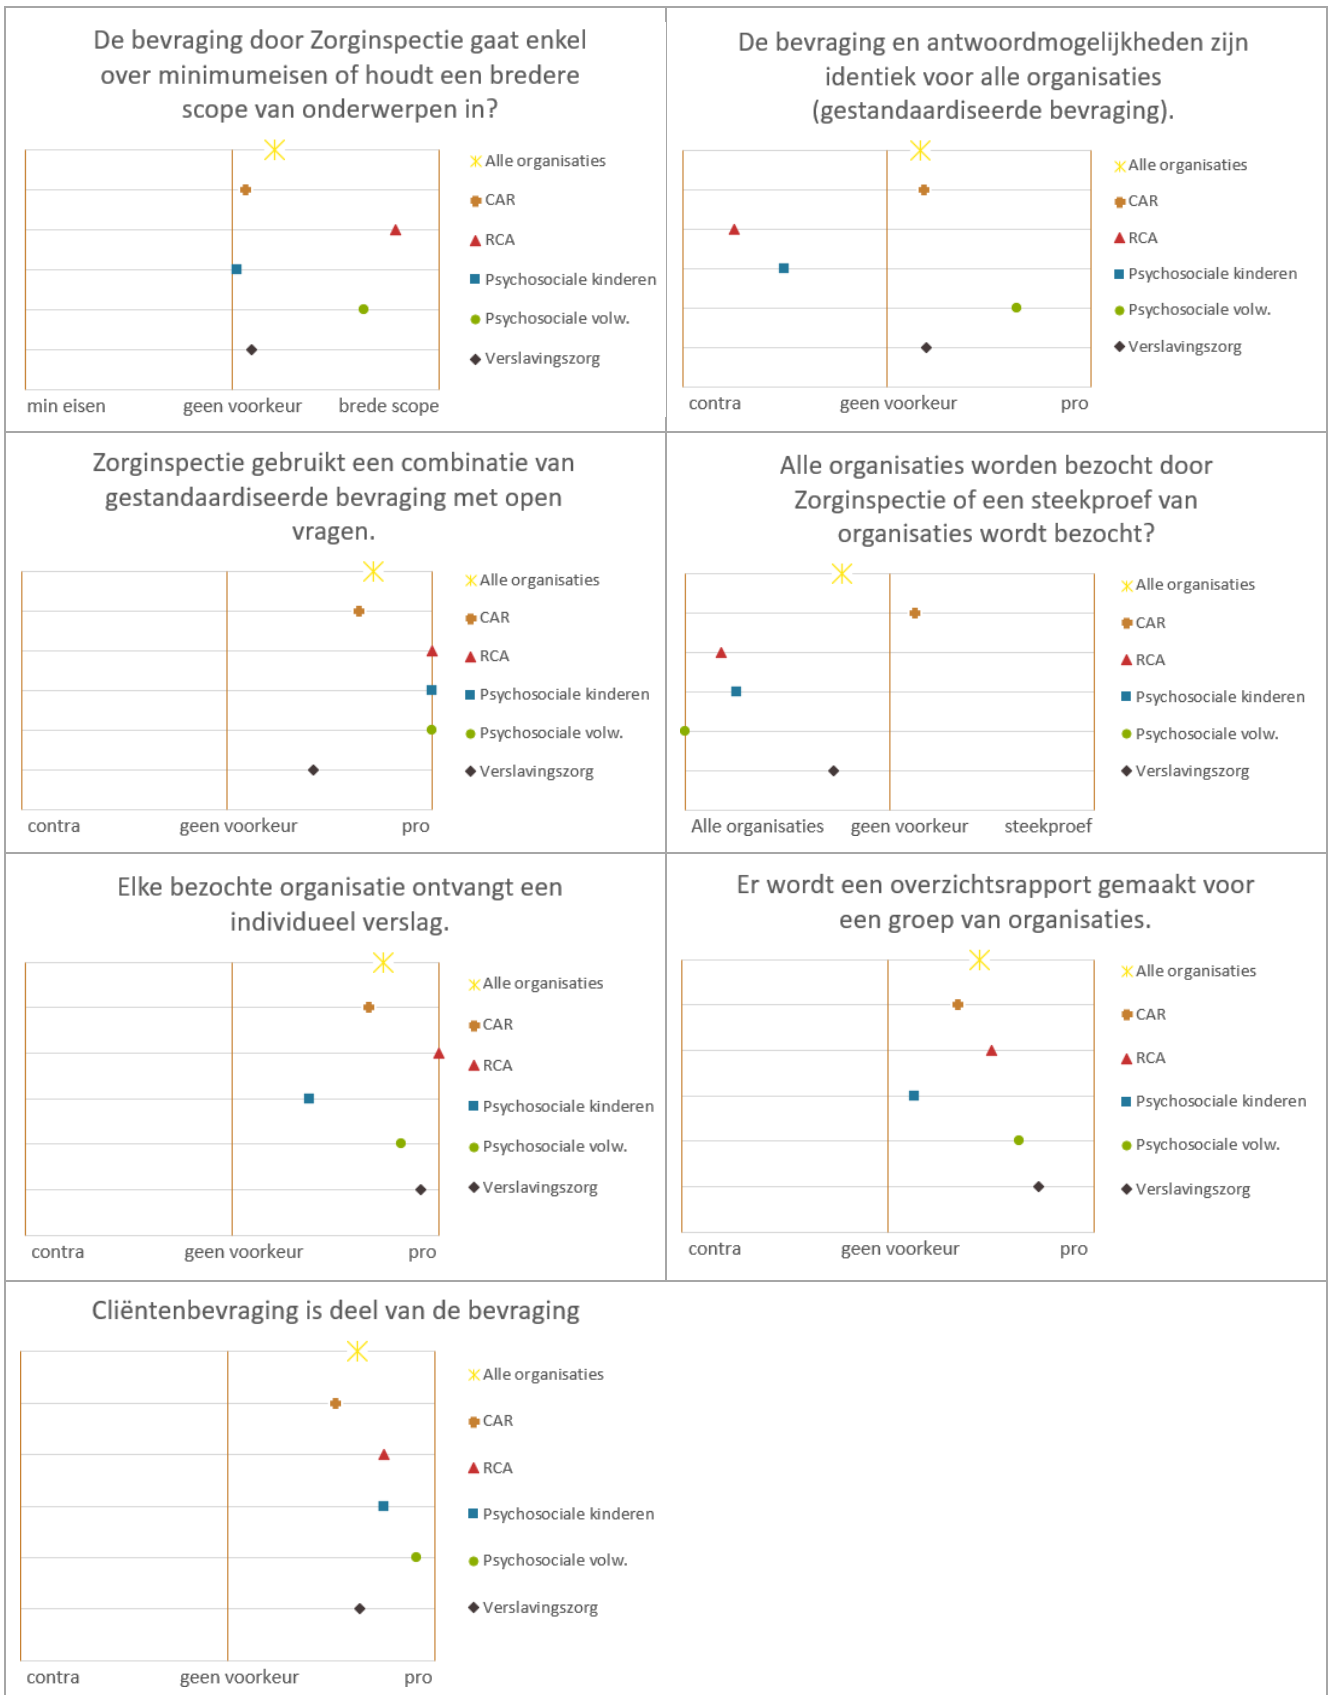 De bevraging door Zorginspectie gaat enkel
over minimumeisen of houdt een bredere
scope van onderwerpen in?
Alle organisaties
CAR
RCA
Psychosociale kinderen
Psychosociale volw.
Verslavingszorg
min eisen geen voorkeur brede scope
De bevraging en antwoordmogelijkheden zijn
identiek voor alle organisaties
(gestandaardiseerde bevraging).
Alle organisaties
CAR
RCA
Psychosociale kinderen
Psychosociale volw.
Verslavingszorg
contra geen voorkeur pro
Zorginspectie gebruikt een combinatie van
gestandaardiseerde bevraging met open
vragen.
Alle organisaties
CAR
RCA
Psychosociale kinderen
Psychosociale volw.
Verslavingszorg
contra geen voorkeur pro
Alle organisaties worden bezocht door
Zorginspectie of een steekproef van
organisaties wordt bezocht?
Alle organisaties
CAR
RCA
Psychosociale kinderen
Psychosociale volw.
Verslavingszorg
Alle organisaties geen voorkeur steekproef
Elke bezochte organisatie ontvangt een
individueel verslag.
Alle organisaties
CAR
RCA
Psychosociale kinderen
Psychosociale volw.
Verslavingszorg
contra geen voorkeur pro
Er wordt een overzichtsrapport gemaakt voor
een groep van organisaties.
Alle organisaties
CAR
RCA
Psychosociale kinderen
Psychosociale volw.
Verslavingszorg
contra geen voorkeur pro
Cliëntenbevraging is deel van de bevraging
Alle organisaties
CAR
RCA
Psychosociale kinderen
Psychosociale volw.
Verslavingszorg
contra geen voorkeur pro